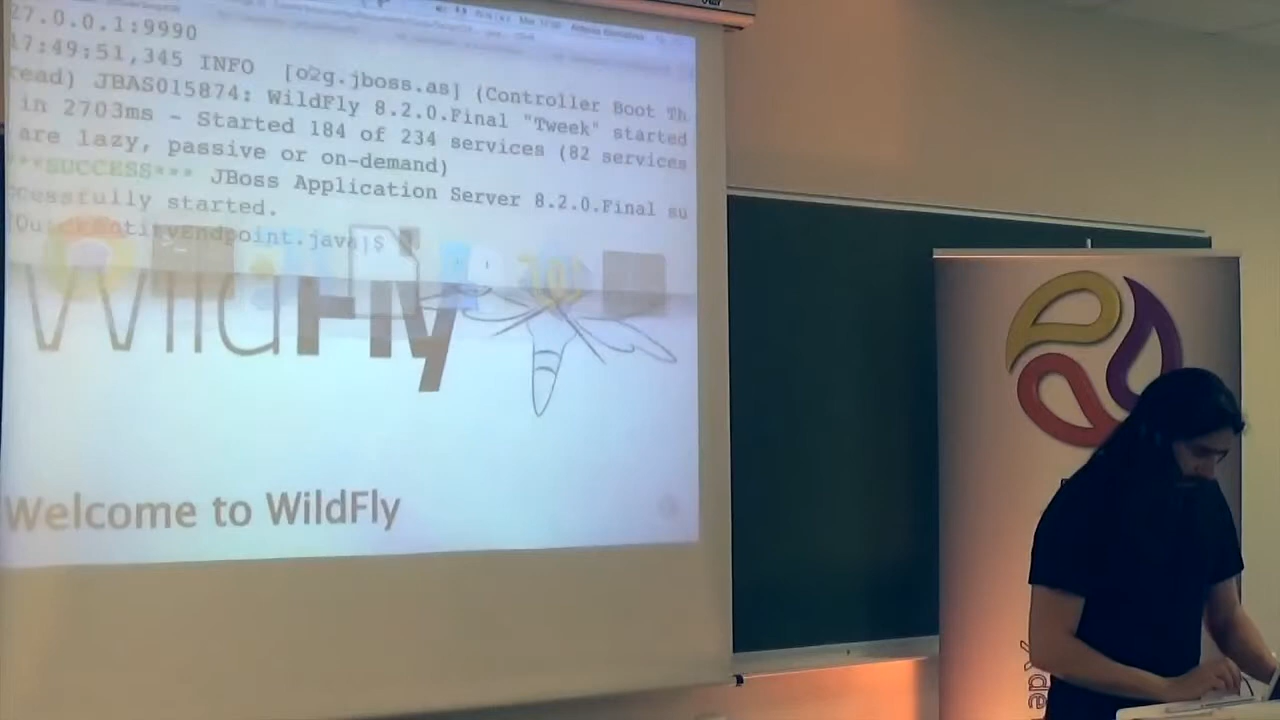 27.0.0.1:9990
17:49:51,345 INFO [o2g.jboss.as] (Controller Boot Th
read) JBAS015874: WildFly 8.2.0.Final "Tweek" started
in 2703ms - Started 184 of 234 services (82 services
are lazy, passive or on-demand)
***SUCCESS*** JBoss Application Server 8.2.0.Final su
ccessfully started.
WildFly
Welcome to WildFly